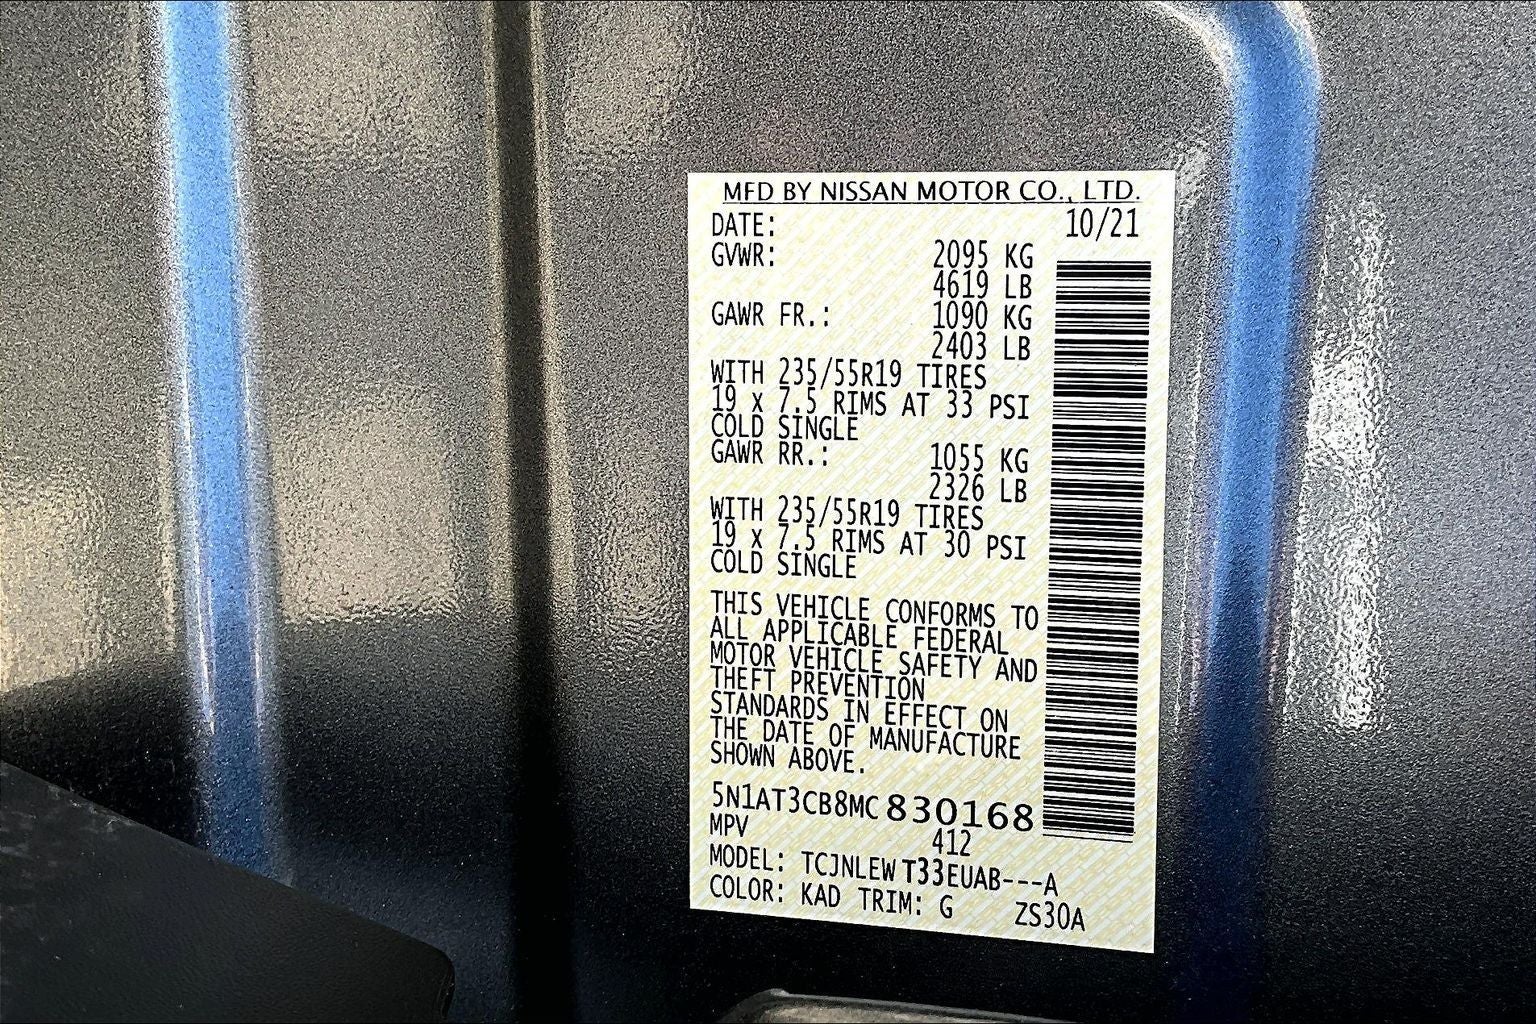 MFD BY NISSAN MOTOR CO., LTD.
DATE: 10/21
GVWR: 2095 KG
4619 LB
GAWR FR.: 1090 KG
2403 LB
WITH 235/55R19 TIRES
19 x 7.5 RIMS AT 33 PSI
COLD SINGLE
GAWR RR.: 1055 KG
2326 LB
WITH 235/55R19 TIRES
19 x 7.5 RIMS AT 30 PSI
COLD SINGLE
THIS VEHICLE CONFORMS TO
ALL APPLICABLE FEDERAL
MOTOR VEHICLE SAFETY AND
THEFT PREVENTION
STANDARDS IN EFFECT ON
THE DATE OF MANUFACTURE
SHOWN ABOVE.
5N1AT3CB8MC830168
MPV 412
MODEL: TCJNLEWT33EUAB---A
COLOR: KAD TRIM: G ZS30A